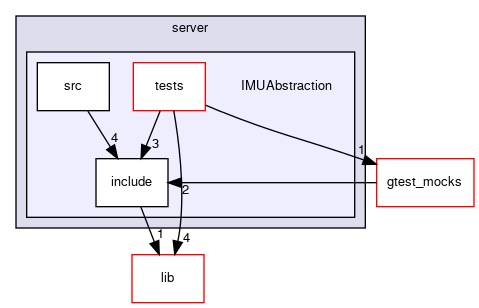 server
src
tests
IMUAbstraction
4
3
1
include
2
gtest_mocks
1
4
lib